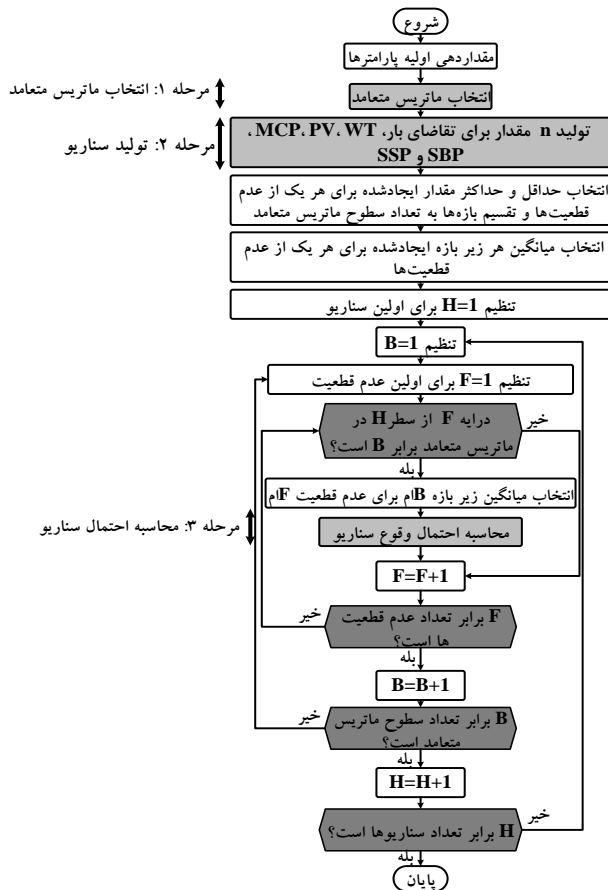 شروع
مقداردهی اولیه پارامترها
مرحله ۱: انتخاب ماتریس متعامد
انتخاب ماتریس متعامد
مرحله ۲: تولید سناریو
تولید n مقدار برای تقاضای بار، MCP، PV، WT،
SBP و SSP
انتخاب حداقل و حداکثر مقدار ایجادشده برای هر یک از عدم
قطعیت‌ها و تقسیم بازه‌ها به تعداد سطوح ماتریس متعامد
انتخاب میانگین هر زیر بازه ایجادشده برای هر یک از عدم
قطعیت‌ها
تنظیم H=1 برای اولین سناریو
تنظیم B=1
تنظیم F=1 برای اولین عدم قطعیت
درایه F از سطر H در
ماتریس متعامد برابر B است؟
خیر
بله
انتخاب میانگین زیر بازه Bام برای عدم قطعیت Fام
مرحله ۳: محاسبه احتمال سناریو
محاسبه احتمال وقوع سناریو
F=F+1
F برابر تعداد عدم قطعیت
ها است؟
خیر
بله
B=B+1
B برابر تعداد سطوح ماتریس
متعامد است؟
خیر
بله
H=H+1
H برابر تعداد سناریوها است؟
خیر
بله
پایان